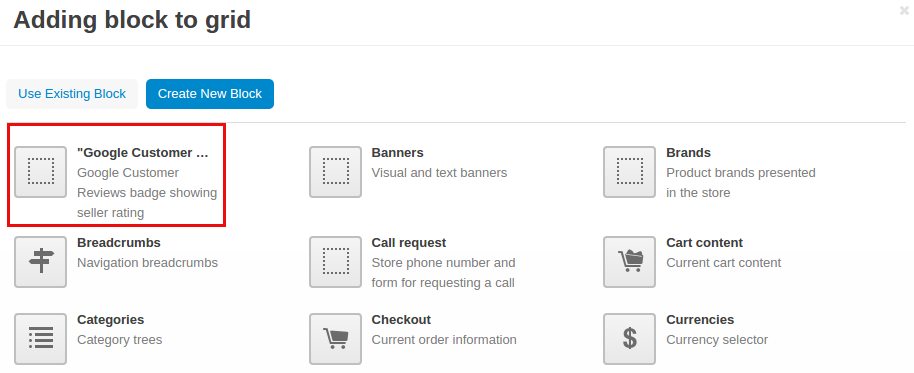 Adding block to grid
Use Existing Block
Create New Block
"Google Customer ...
Google Customer
Reviews badge showing
seller rating
Banners
Visual and text banners
Brands
Product brands presented
in the store
Breadcrumbs
Navigation breadcrumbs
Call request
Store phone number and
form for requesting a call
Cart content
Current cart content
Categories
Category trees
Checkout
Current order information
Currencies
Currency selector